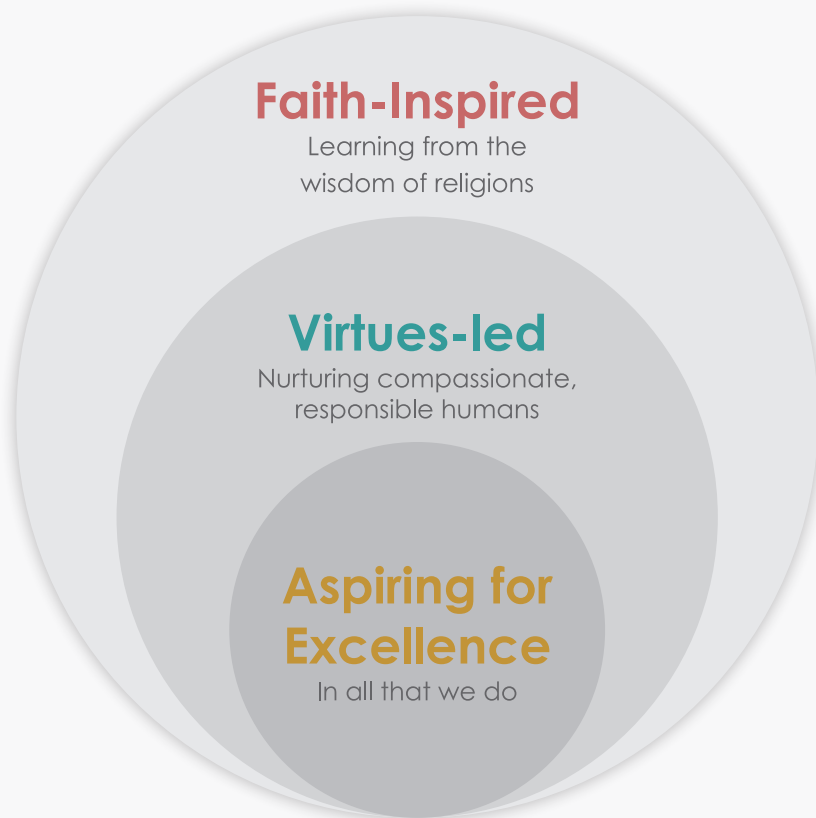 Faith-Inspired
Learning from the
wisdom of religions
Virtues-led
Nurturing compassionate,
responsible humans
Aspiring for
Excellence
In all that we do